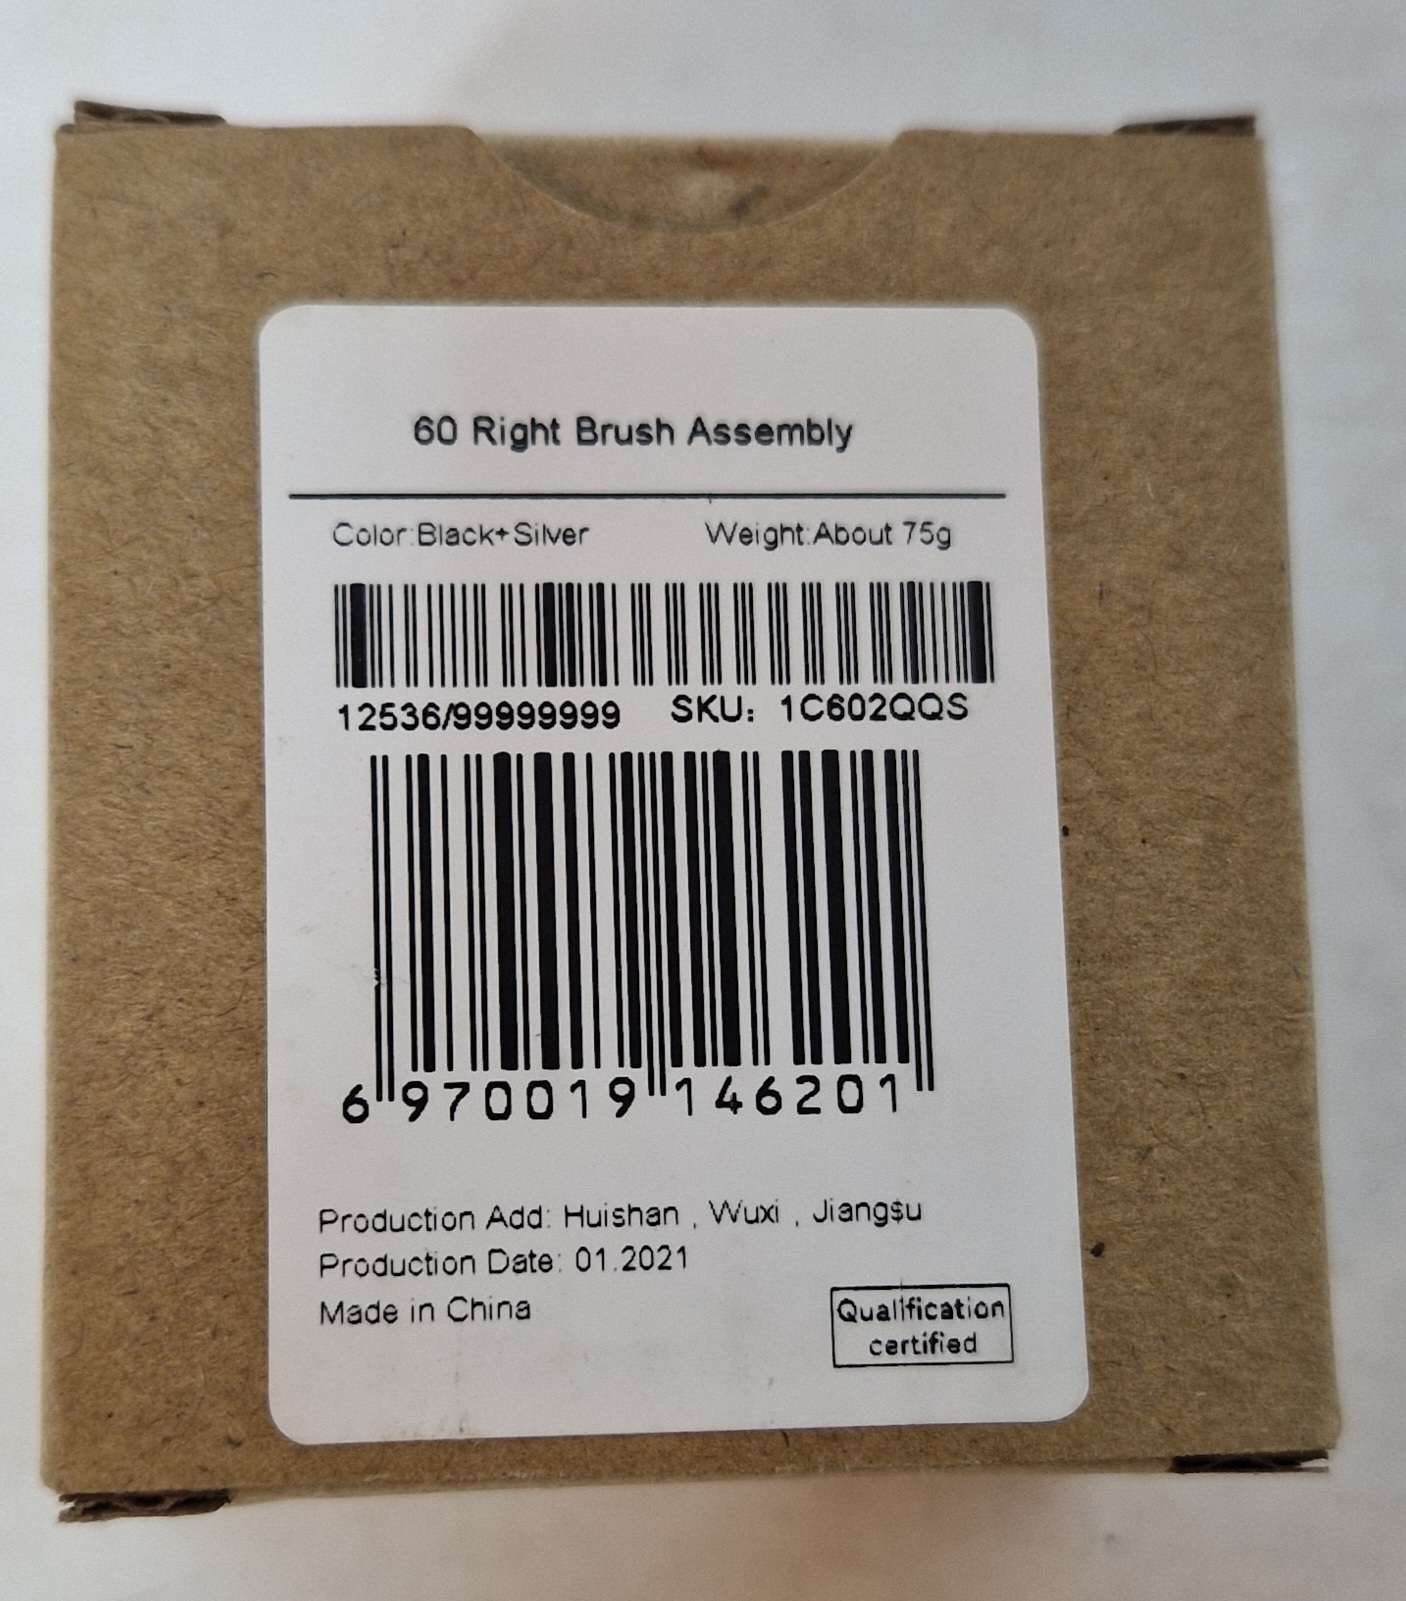 60 Right Brush Assembly
Color:Black+Silver Weight:About 75g
12536/99999999 SKU: 1C602QQS
6 970019 146201
Production Add: Huishan , Wuxi , Jiangsu
Production Date: 01.2021
Made in China
Qualification
certified